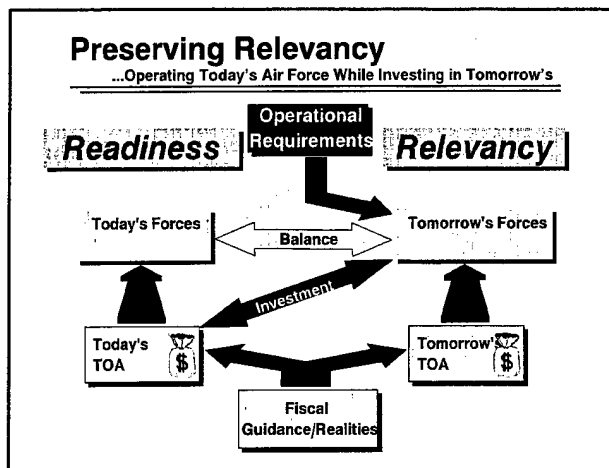 Preserving Relevancy
...Operating Today's Air Force While Investing in Tomorrow's
Operational
Requirements
Readiness
Relevancy
Today's Forces
Balance
Tomorrow's Forces
Investment
Today's
TOA
$
Tomorrow's
TOA
$
Fiscal
Guidance/Realities